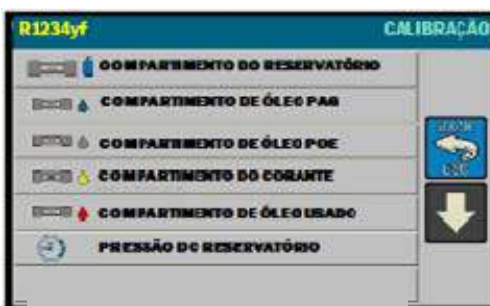 R1234yf CALIBRAÇÃO
COMPARTIMENTO DO RESERVATÓRIO
COMPARTIMENTO DE ÓLEO PAG
COMPARTIMENTO DE ÓLEO POE
COMPARTIMENTO DO CORANTE
COMPARTIMENTO DE ÓLEO USADO
PRESSÃO DO RESERVATÓRIO
ESC